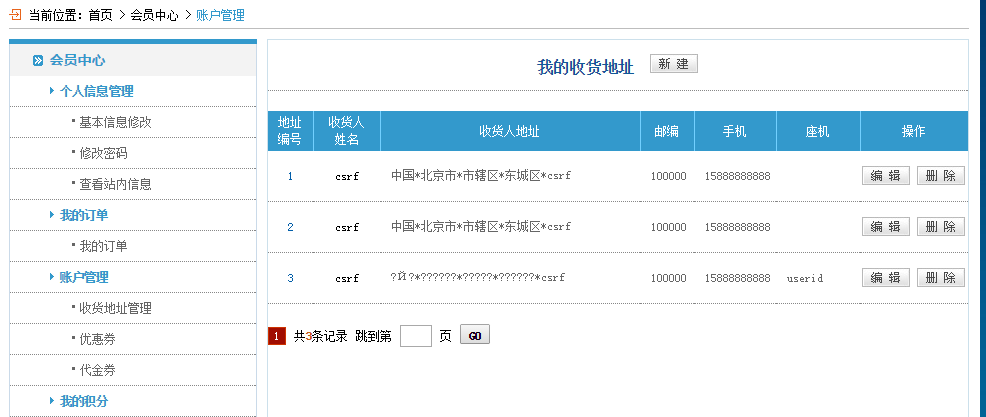 当前位置：首页 > 会员中心 > 账户管理
会员中心
个人信息管理
基本信息修改
修改密码
查看站内信息
我的订单
我的订单
账户管理
收货地址管理
优惠券
代金券
我的积分
我的收货地址 新 建
地址编号 收货人姓名 收货人地址 邮编 手机 座机 操作
1 csrf 中国*北京市*市辖区*东城区*csrf 100000 15888888888 编 辑 删 除
2 csrf 中国*北京市*市辖区*东城区*csrf 100000 15888888888 编 辑 删 除
3 csrf ?Й?*??????*?????*??????*csrf 100000 15888888888 userid 编 辑 删 除
1 共3条记录 跳到第 页 GO